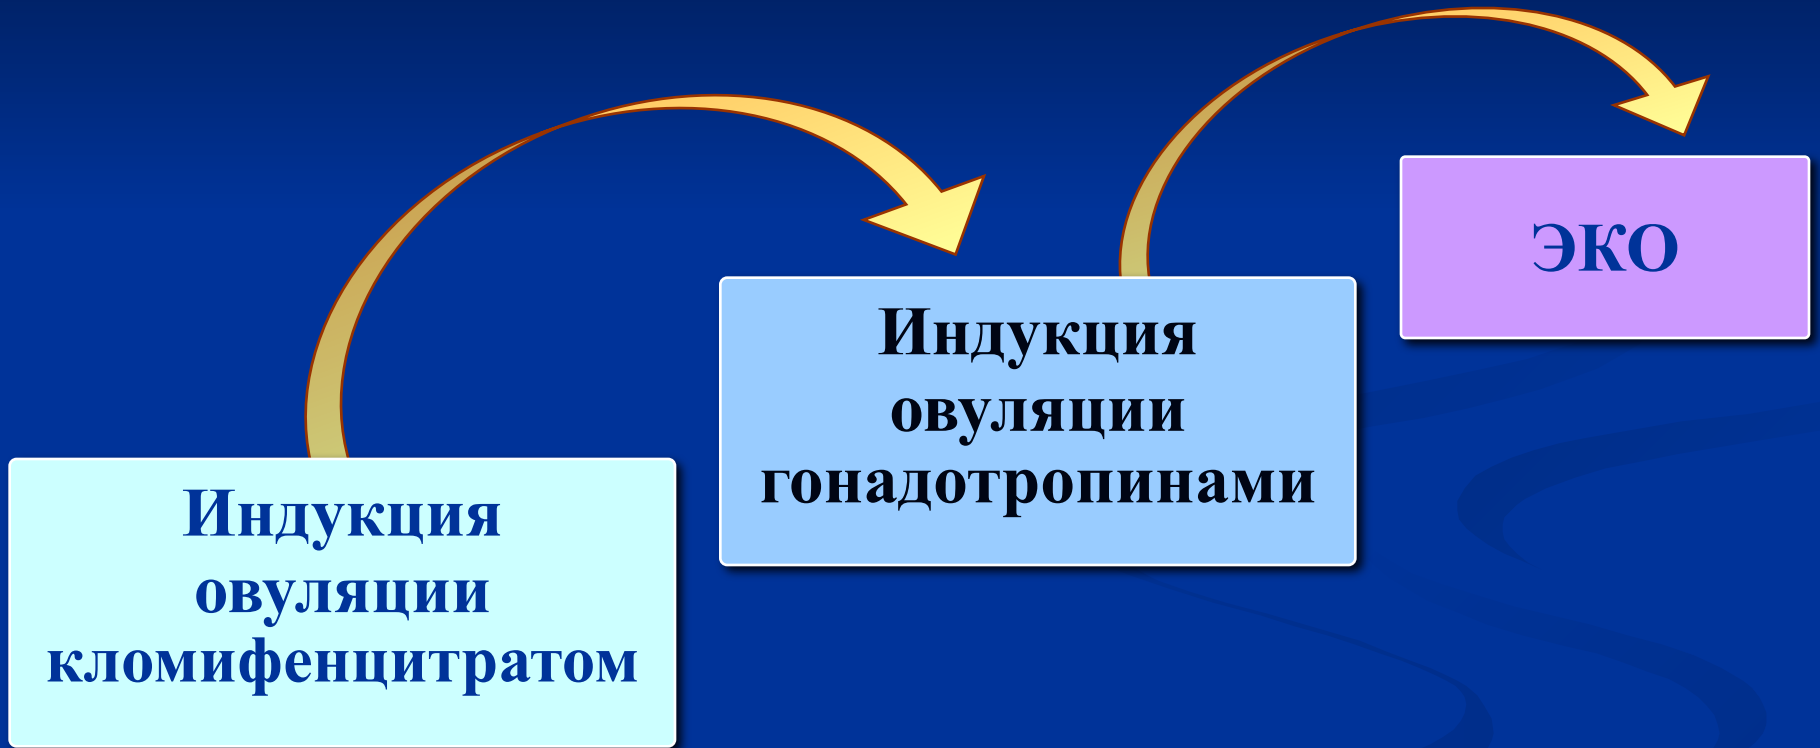 Индукция
овуляции
кломифенцитратом
Индукция
овуляции
гонадотропинами
ЭКО